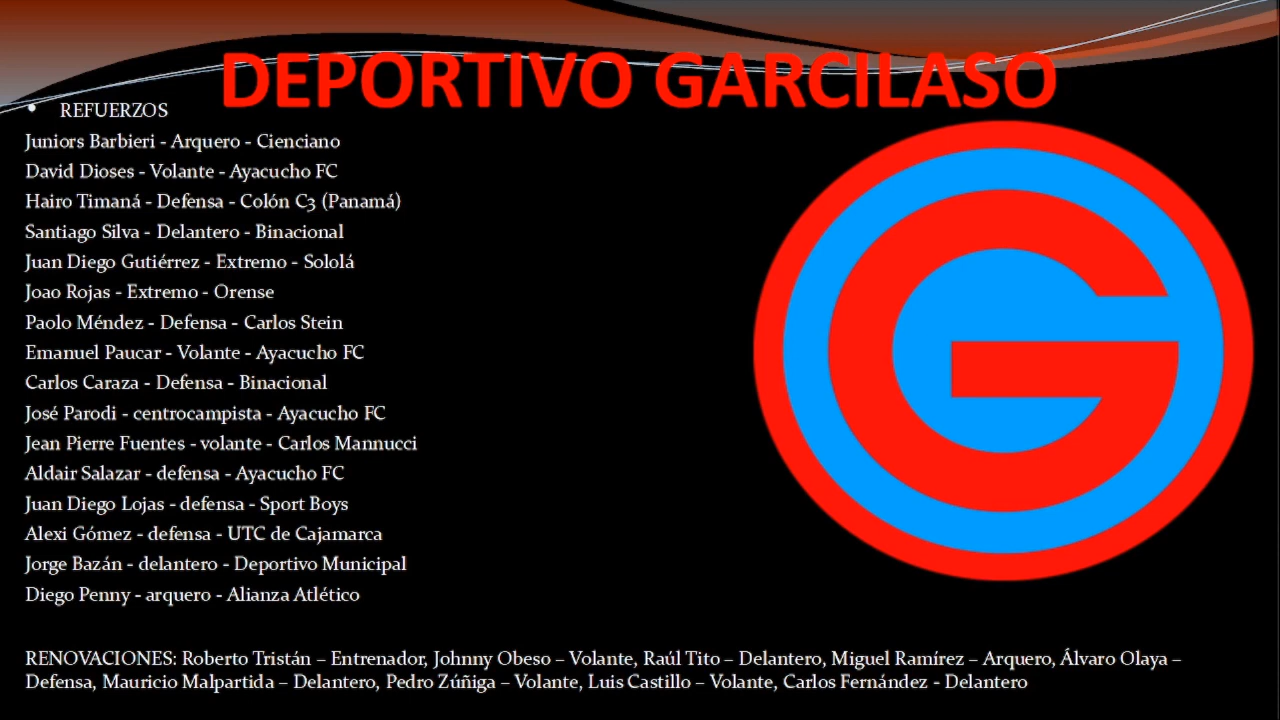 DEPORTIVO GARCILASO
• REFUERZOS
Juniors Barbieri - Arquero - Cienciano
David Dioses - Volante - Ayacucho FC
Hairo Timaná - Defensa - Colón C3 (Panamá)
Santiago Silva - Delantero - Binacional
Juan Diego Gutiérrez - Extremo - Sololá
Joao Rojas - Extremo - Orense
Paolo Méndez - Defensa - Carlos Stein
Emanuel Paucar - Volante - Ayacucho FC
Carlos Caraza - Defensa - Binacional
José Parodi - centrocampista - Ayacucho FC
Jean Pierre Fuentes - volante - Carlos Mannucci
Aldair Salazar - defensa - Ayacucho FC
Juan Diego Lojas - defensa - Sport Boys
Alexi Gómez - defensa - UTC de Cajamarca
Jorge Bazán - delantero - Deportivo Municipal
Diego Penny - arquero - Alianza Atlético
RENOVACIONES: Roberto Tristán – Entrenador, Johnny Obeso – Volante, Raúl Tito – Delantero, Miguel Ramírez – Arquero, Álvaro Olaya –
Defensa, Mauricio Malpartida – Delantero, Pedro Zúñiga – Volante, Luis Castillo – Volante, Carlos Fernández - Delantero
G